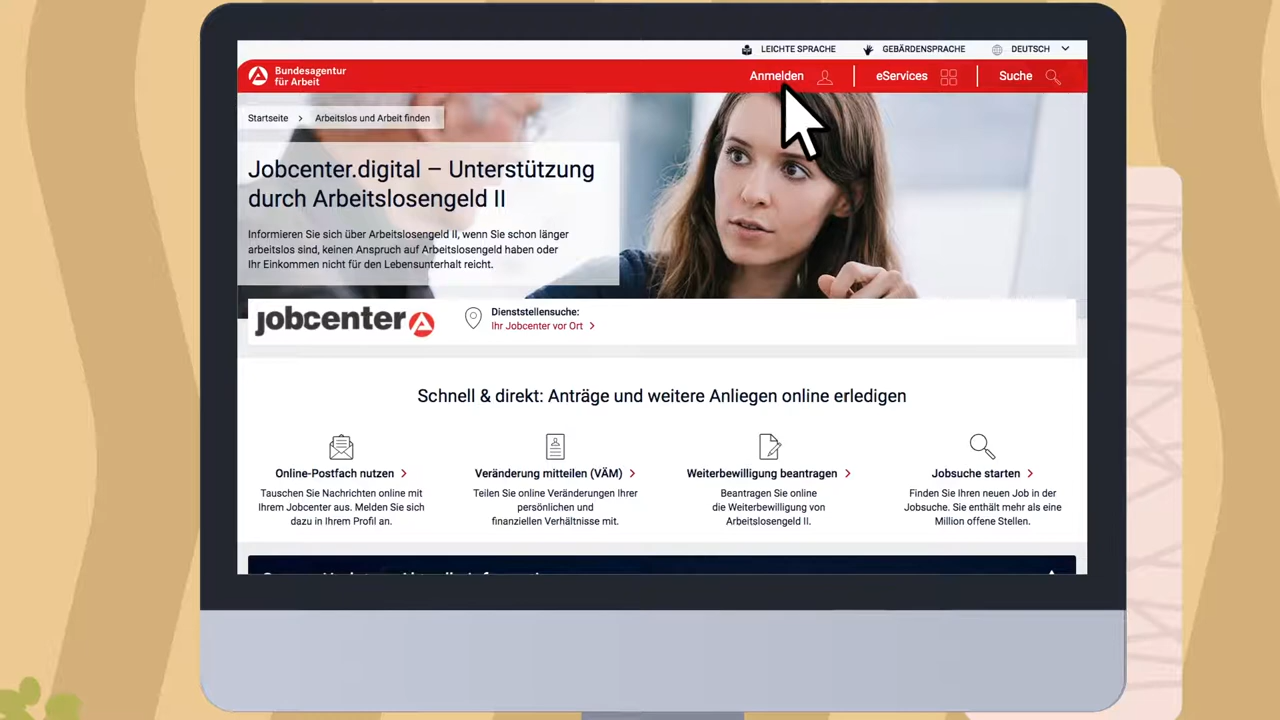 LEICHTE SPRACHE GEBÄRDENSPRACHE DEUTSCH
Bundesagentur
für Arbeit
Anmelden eServices Suche
Startseite Arbeitslos und Arbeit finden
Jobcenter.digital – Unterstützung
durch Arbeitslosengeld II
Informieren Sie sich über Arbeitslosengeld II, wenn Sie schon länger
arbeitslos sind, keinen Anspruch auf Arbeitslosengeld haben oder
Ihr Einkommen nicht für den Lebensunterhalt reicht.
jobcenter
Dienststellensuche:
Ihr Jobcenter vor Ort
Schnell & direkt: Anträge und weitere Anliegen online erledigen
Online-Postfach nutzen
Tauschen Sie Nachrichten online mit
Ihrem Jobcenter aus. Melden Sie sich
dazu in Ihrem Profil an.
Veränderung mitteilen (VÄM)
Teilen Sie online Veränderungen Ihrer
persönlichen und
finanziellen Verhältnisse mit.
Weiterbewilligung beantragen
Beantragen Sie online
die Weiterbewilligung von
Arbeitslosengeld II.
Jobsuche starten
Finden Sie Ihren neuen Job in der
Jobsuche. Sie enthält mehr als eine
Million offene Stellen.